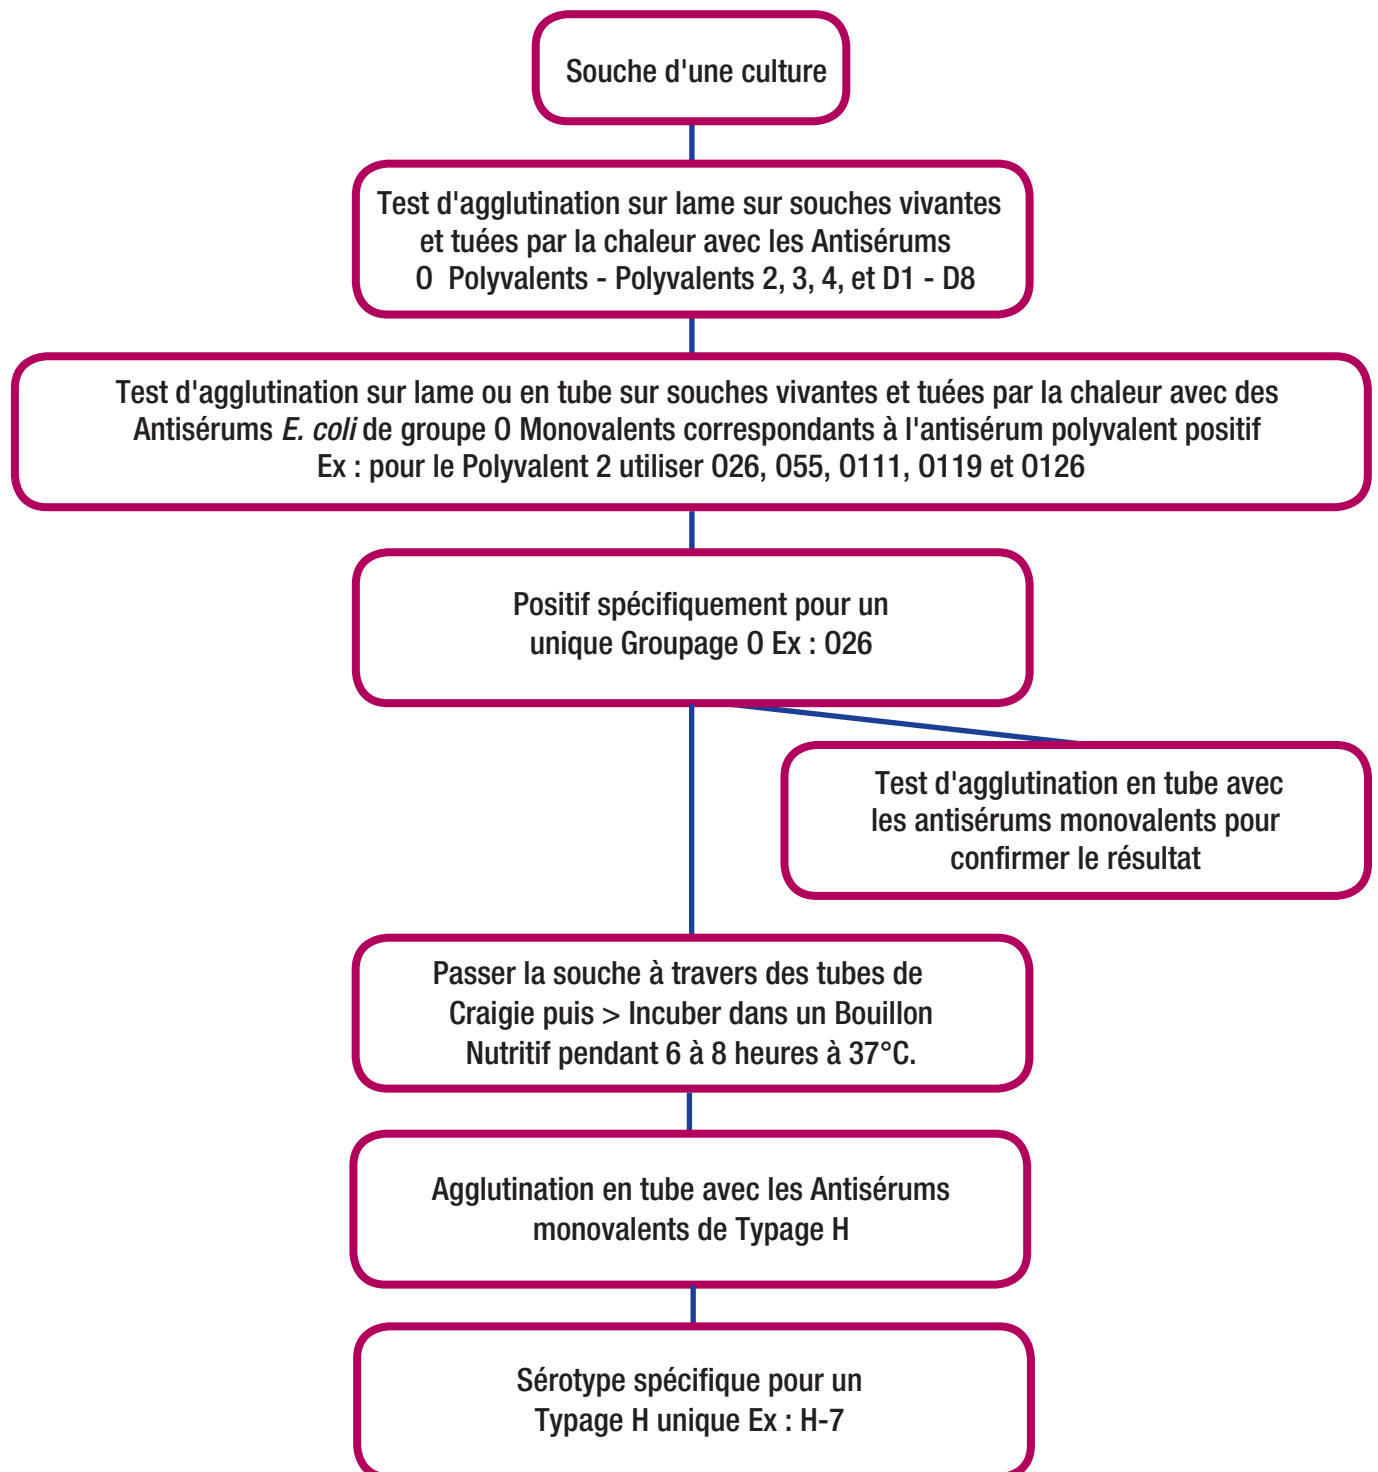 Souche d'une culture
Test d'agglutination sur lame sur souches vivantes
et tuées par la chaleur avec les Antisérums
O Polyvalents - Polyvalents 2, 3, 4, et D1 - D8
Test d'agglutination sur lame ou en tube sur souches vivantes et tuées par la chaleur avec des
Antisérums E. coli de groupe O Monovalents correspondants à l'antisérum polyvalent positif
Ex : pour le Polyvalent 2 utiliser O26, O55, O111, O119 et O126
Positif spécifiquement pour un
unique Groupage O Ex : O26
Test d'agglutination en tube avec
les antisérums monovalents pour
confirmer le résultat
Passer la souche à travers des tubes de
Craigie puis > Incuber dans un Bouillon
Nutritif pendant 6 à 8 heures à 37°C.
Agglutination en tube avec les Antisérums
monovalents de Typage H
Sérotype spécifique pour un
Typage H unique Ex : H-7